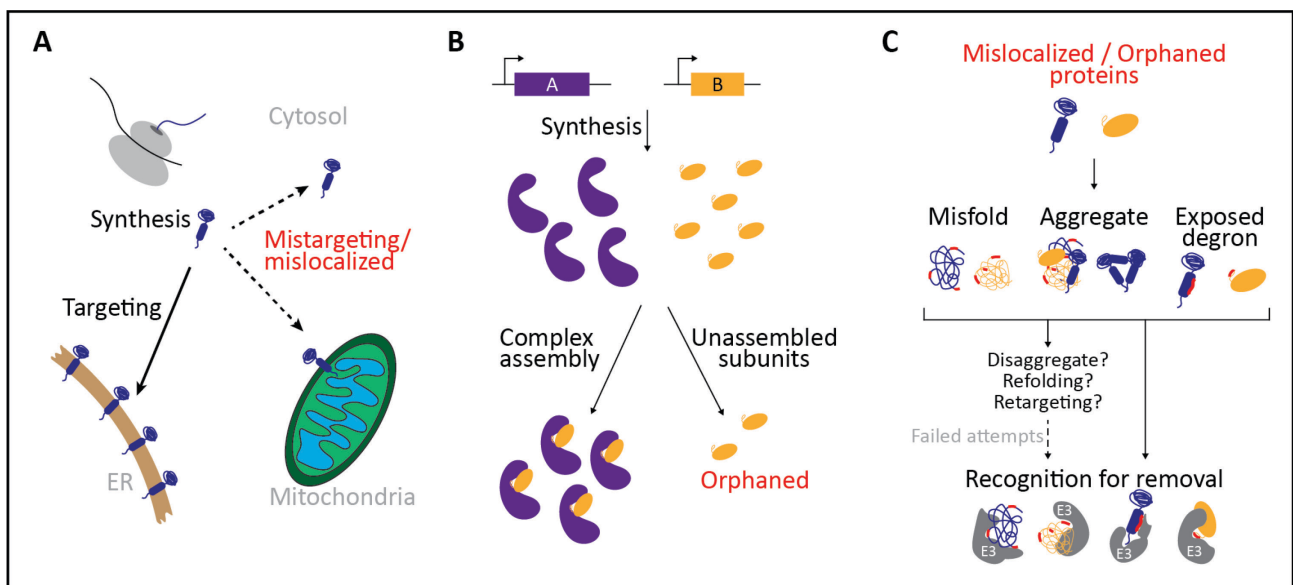 A
Cytosol
Synthesis
Mistargeting/
mislocalized
Targeting
ER
Mitochondria
B
A
B
Synthesis
Complex
assembly
Unassembled
subunits
Orphaned
C
Mislocalized / Orphaned
proteins
Misfold
Aggregate
Exposed
degron
Disaggregate?
Refolding?
Retargeting?
Failed attempts
Recognition for removal
E3
E3
E3
E3